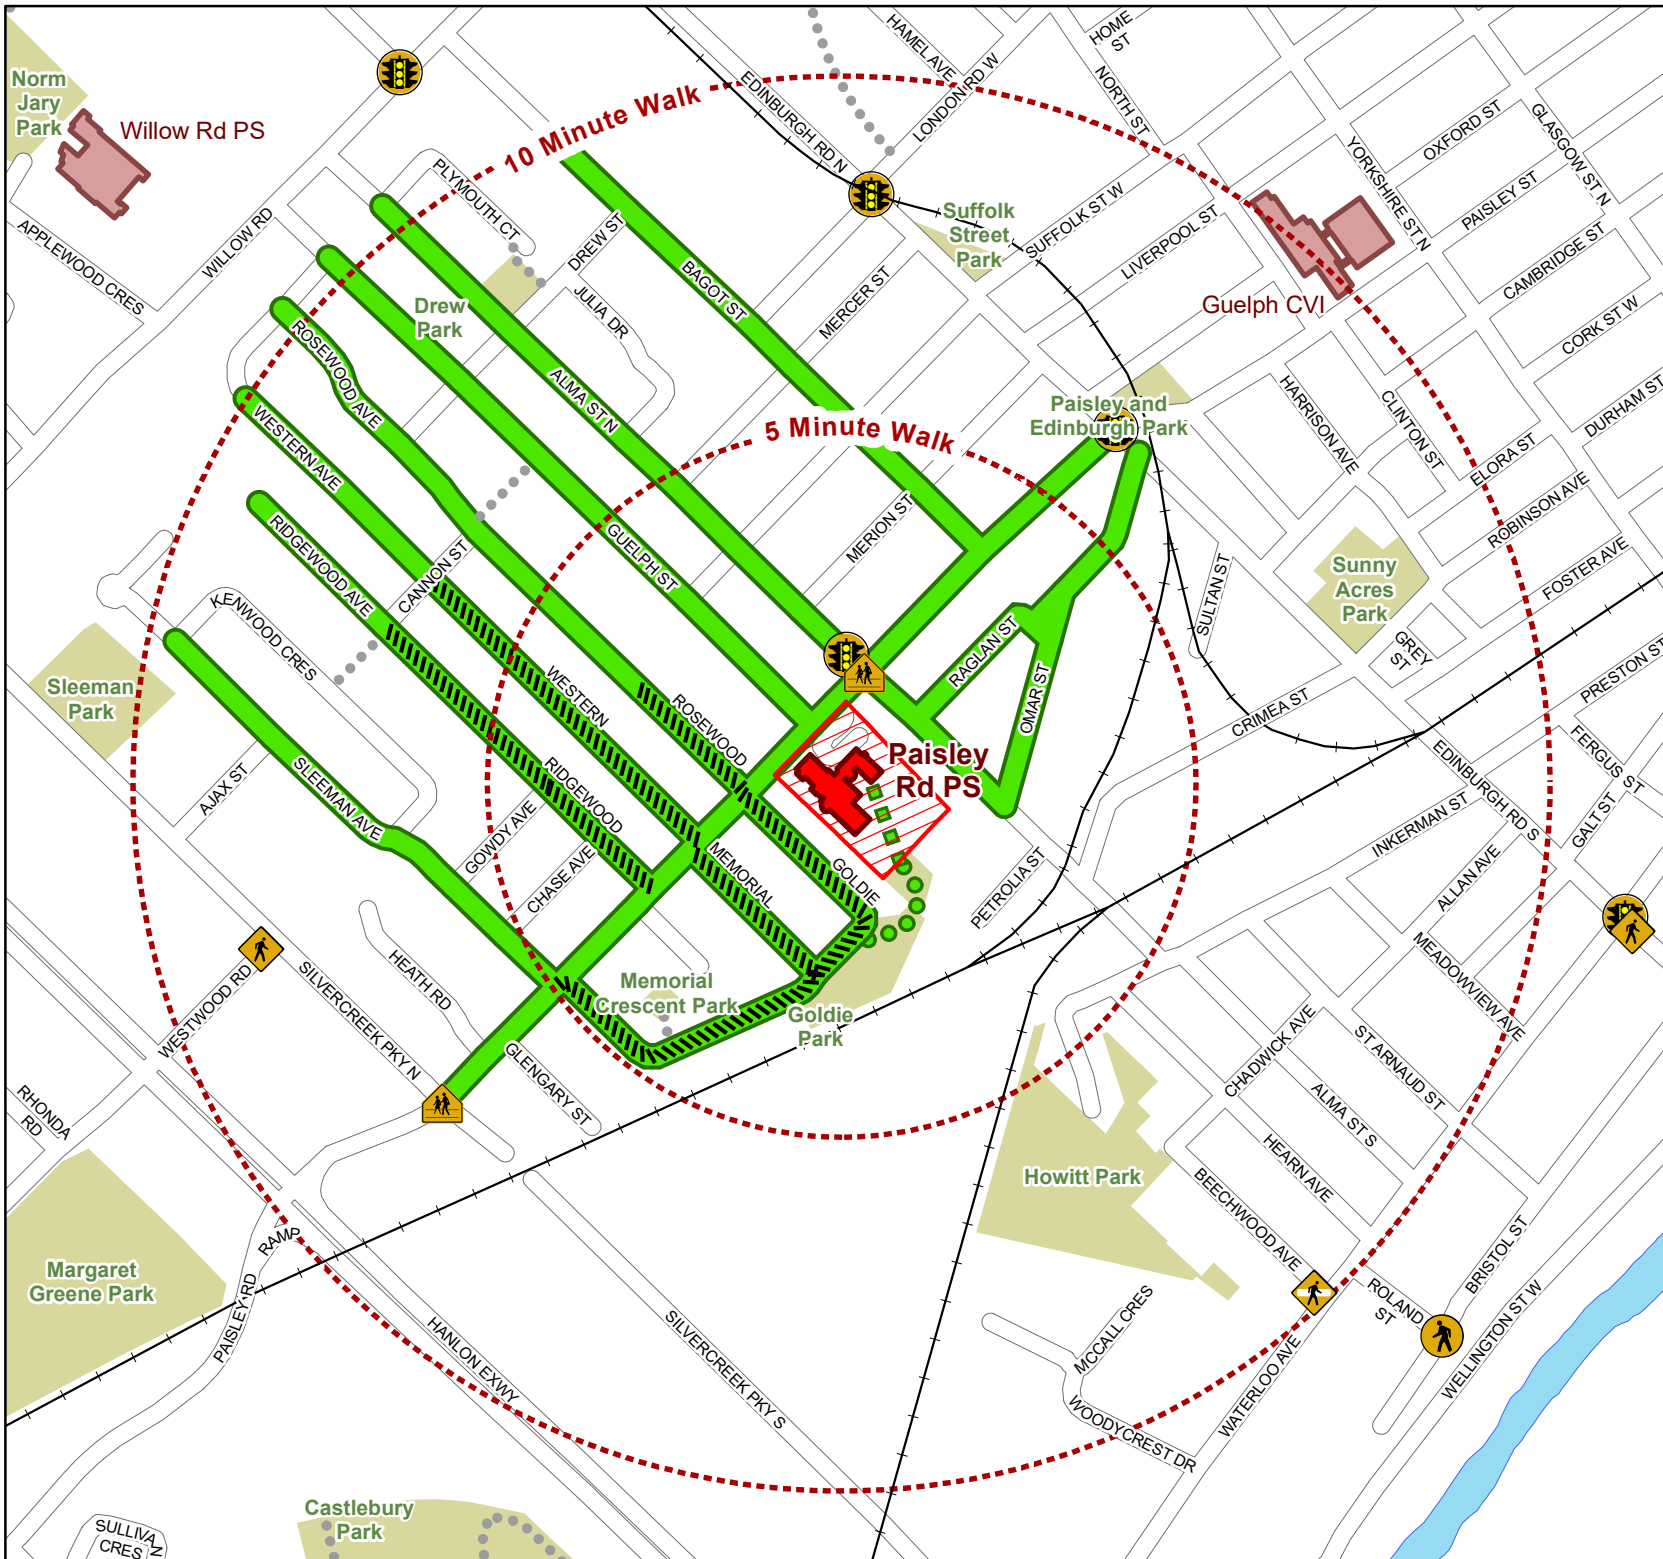 HOME
ST
HAMEL AVE
LONDON RD W
NORTH ST
EDINBURGH RD N
10 Minute Walk
Norm
Jary
Park
Willow Rd PS
OXFORD ST
GLASGOW ST N
YORKSHIRE ST N
PAISLEY ST
PLYMOUTH CT
APPLEWOOD CRES
WILLOW RD
DREW ST
Suffolk
Street
Park
SUFFOLK ST W
LIVERPOOL ST
CAMBRIDGE ST
BAGOT ST
MERCER ST
JULIA DR
Drew
Park
Guelph CVI
CORK ST W
ROSEWOOD AVE
ALMA ST N
HARRISON AVE
CLINTON ST
DURHAM ST
Paisley and
Edinburgh Park
5 Minute Walk
WESTERN AVE
ELORA ST
ROBINSON AVE
MERION ST
GUELPH ST
RIDGEWOOD AVE
CANNON ST
SULTAN ST
Sunny
Acres
Park
FOSTER AVE
KENWOOD CRES
RAGLAN ST
GREY
ST
PRESTON ST
Sleeman
Park
WESTERN
ROSEWOOD
OMAR ST
CRIMEA ST
Paisley
Rd PS
EDINBURGH RD S
FERGUS ST
AJAX ST
SLEEMAN AVE
RIDGEWOOD
GOWDY AVE
CHASE AVE
MEMORIAL
GOLDIE
PETROLIA ST
INKERMAN ST
GALT ST
ALLAN AVE
HEATH RD
WESTWOOD RD
SILVERCREEK PKY N
Memorial
Crescent Park
Goldie
Park
MEADOWVIEW AVE
CHADWICK AVE
ST ARNAUD ST
GLENGARY ST
RHONDA
RD
ALMA ST S
HEARN AVE
Howitt Park
BEECHWOOD AVE
RAMP
Margaret
Greene Park
PAISLEY RD
BRISTOL ST
ROLAND
ST
MCCALL CRES
WELLINGTON ST W
HANLON EXWY
SILVERCREEK PKY S
WATERLOO AVE
WOODYCREST DR
Castlebury
Park
SULLIVAN
CRES